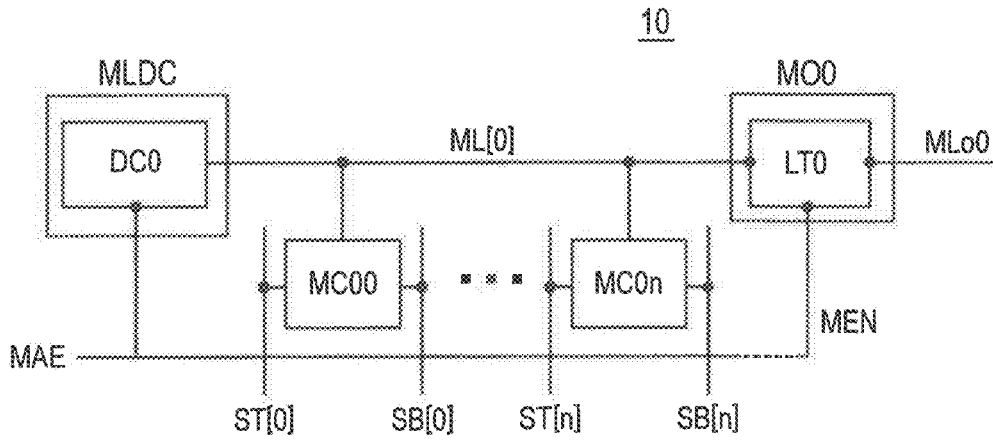 10
MLDC
MO0
DC0
ML[0]
LT0
MLo0
MC00
MC0n
MEN
MAE
ST[0]
SB[0]
ST[n]
SB[n]